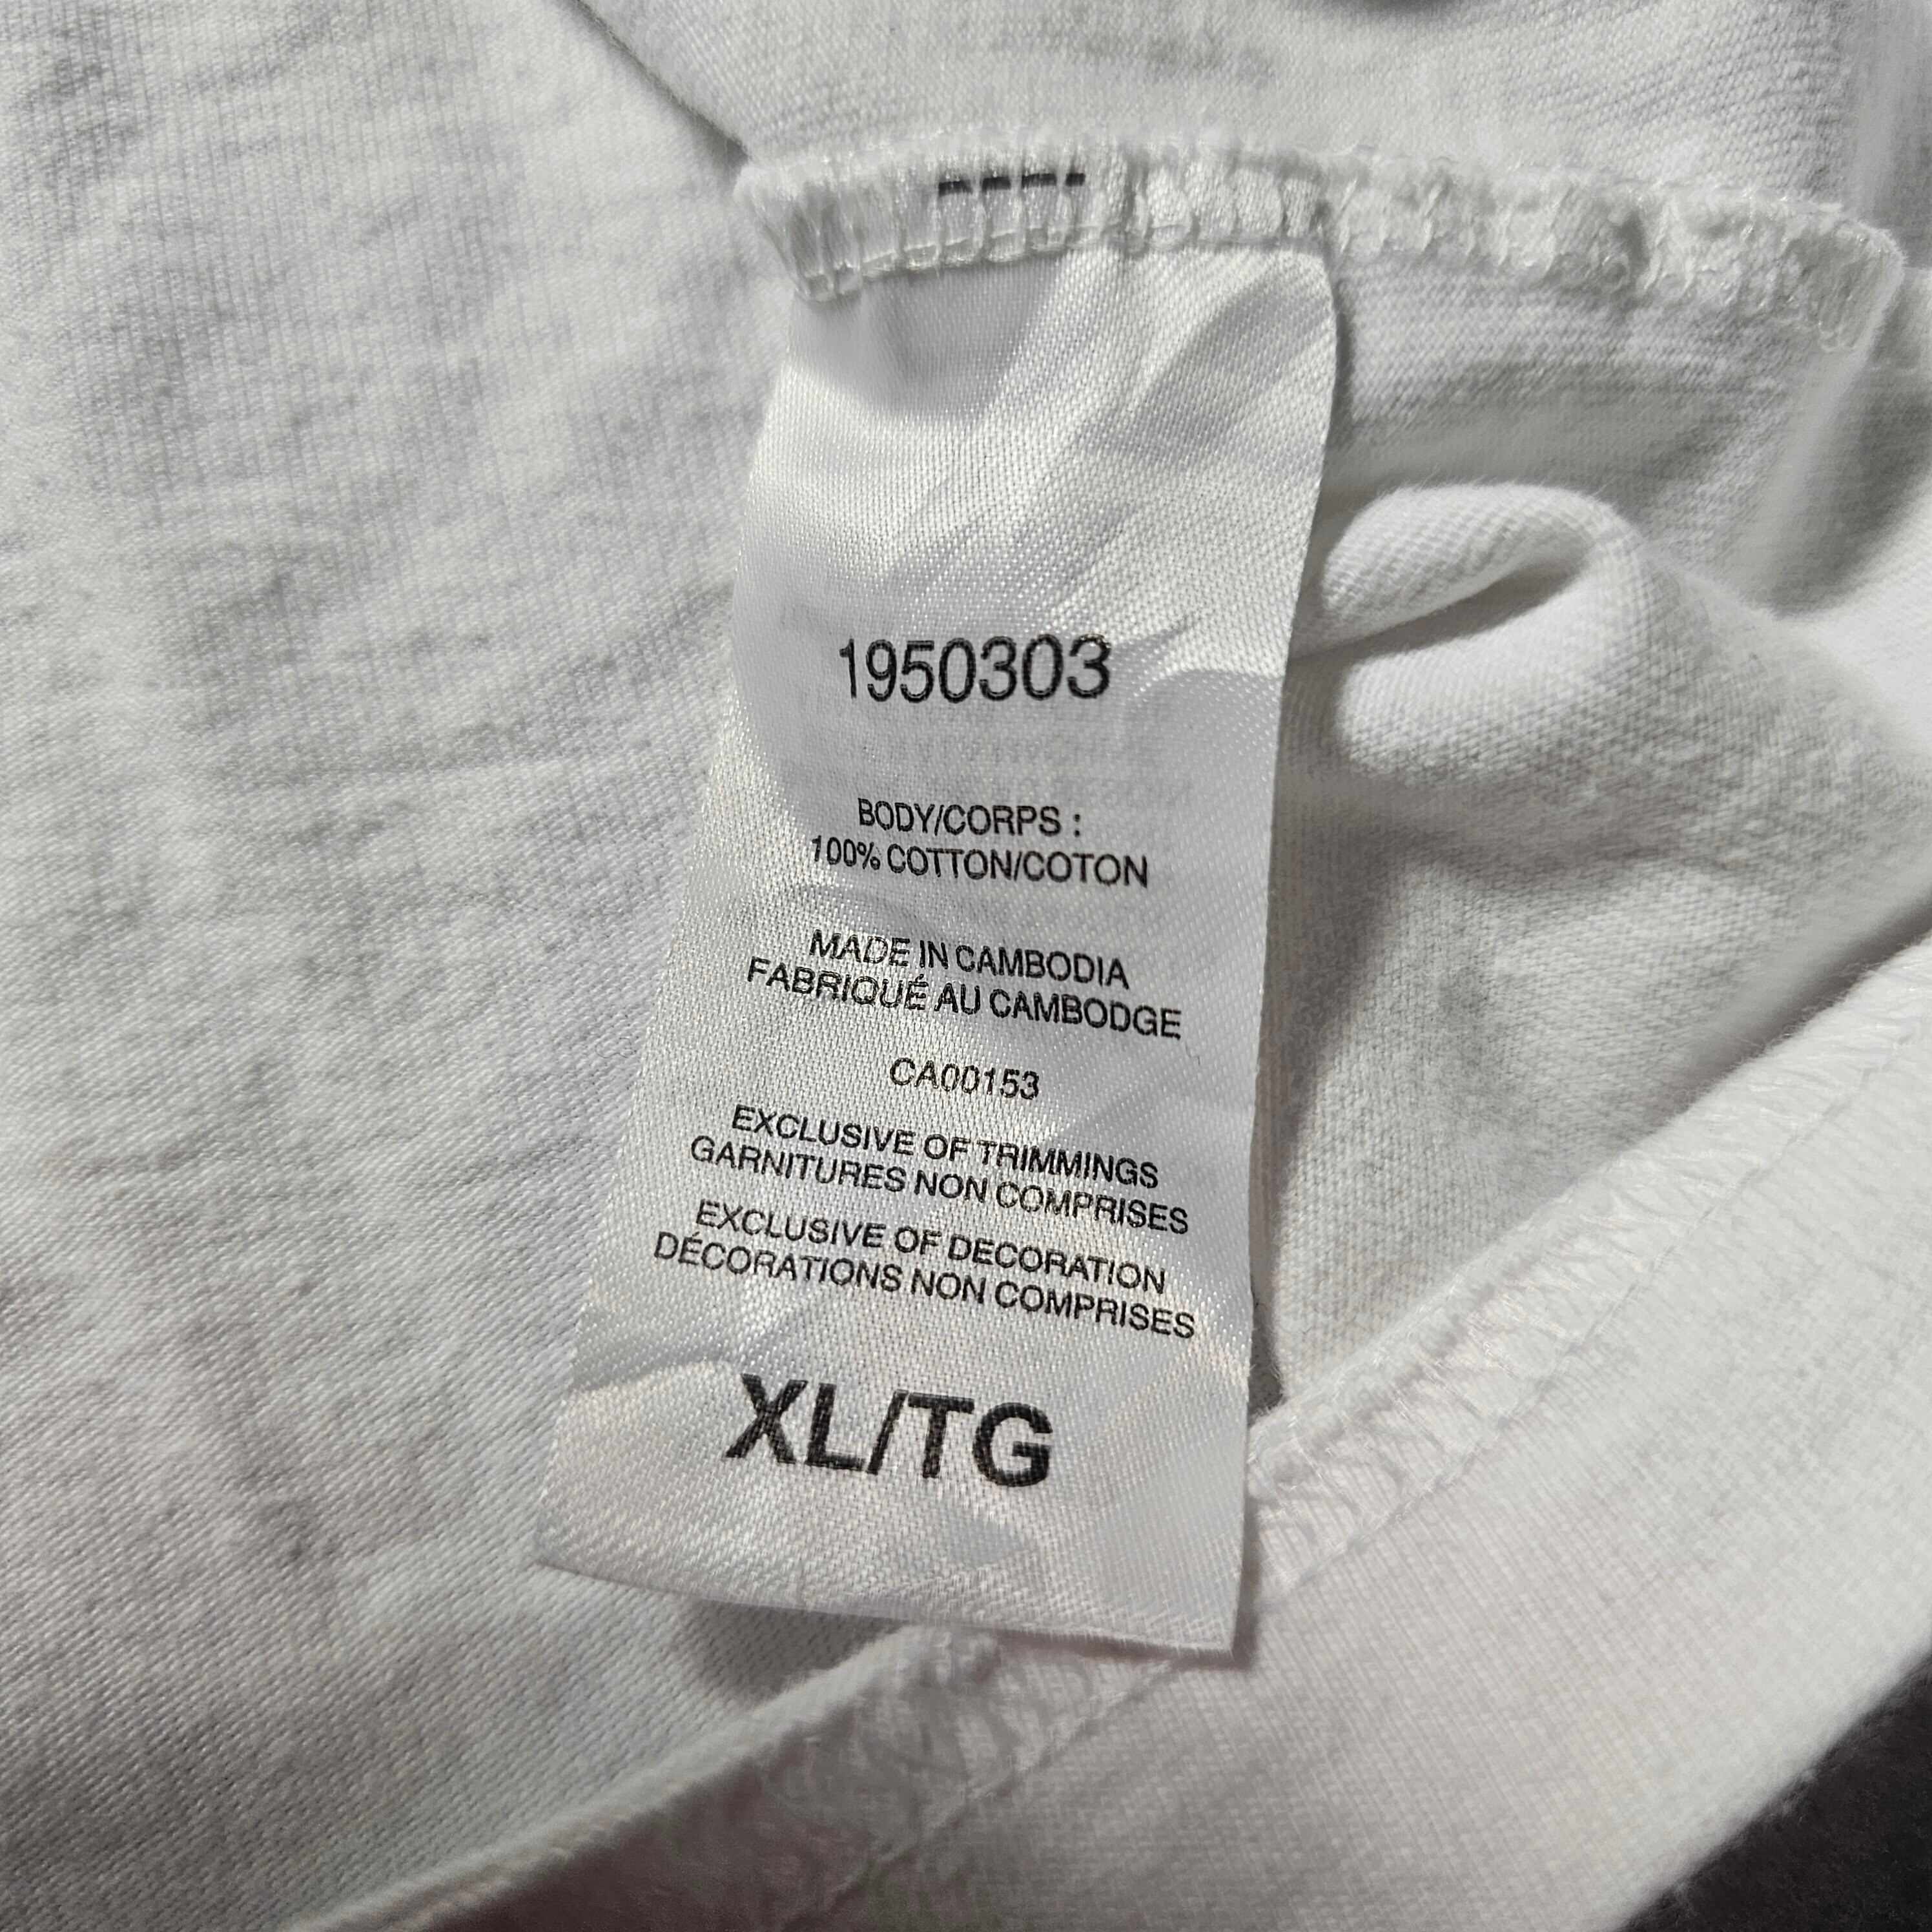 1950303
BODY/CORPS :
100% COTTON/COTON
MADE IN CAMBODIA
FABRIQUÉ AU CAMBODGE
CA00153
EXCLUSIVE OF TRIMMINGS
GARNITURES NON COMPRISES
EXCLUSIVE OF DECORATION
DÉCORATIONS NON COMPRISES
XL/TG